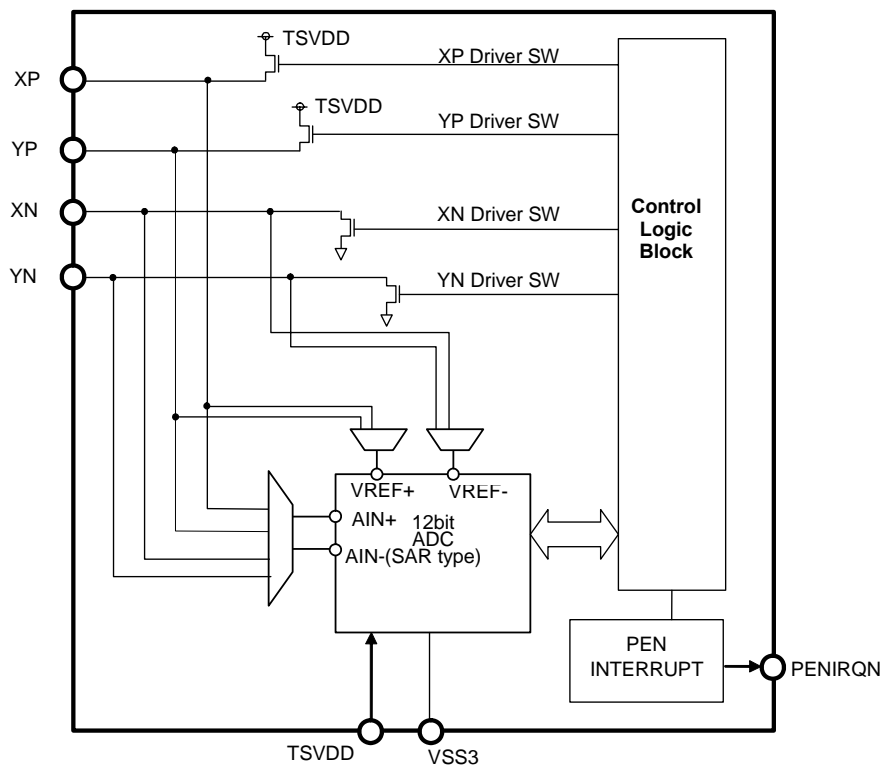 TSVDD
XP Driver SW
XP
TSVDD
YP Driver SW
YP
XN
XN Driver SW
Control
Logic
Block
YN
YN Driver SW
VREF+
VREF-
AIN+
12bit
ADC
AIN-(SAR type)
PEN
INTERRUPT
PENIRQN
TSVDD
VSS3